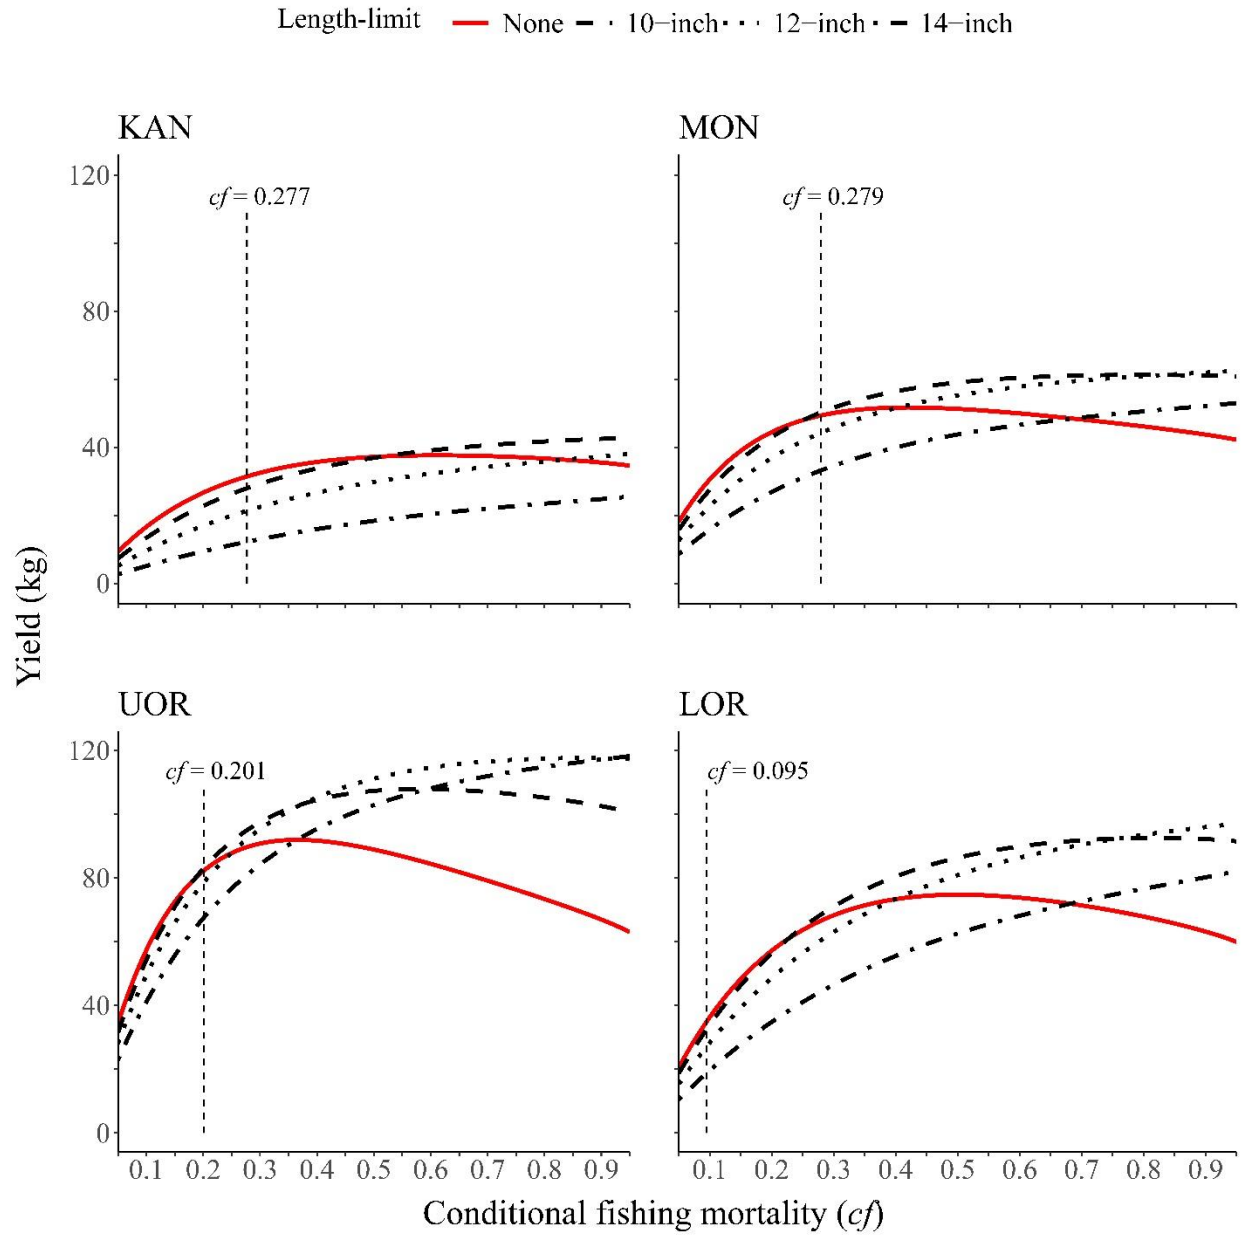 Length-limit None 10−inch 12−inch 14−inch
KAN
MON
120
80
40
0
cf = 0.277
cf = 0.279
Yield (kg)
UOR
LOR
120
80
40
0
cf = 0.201
cf = 0.095
0.1 0.2 0.3 0.4 0.5 0.6 0.7 0.8 0.9
0.1 0.2 0.3 0.4 0.5 0.6 0.7 0.8 0.9
Conditional fishing mortality (cf)